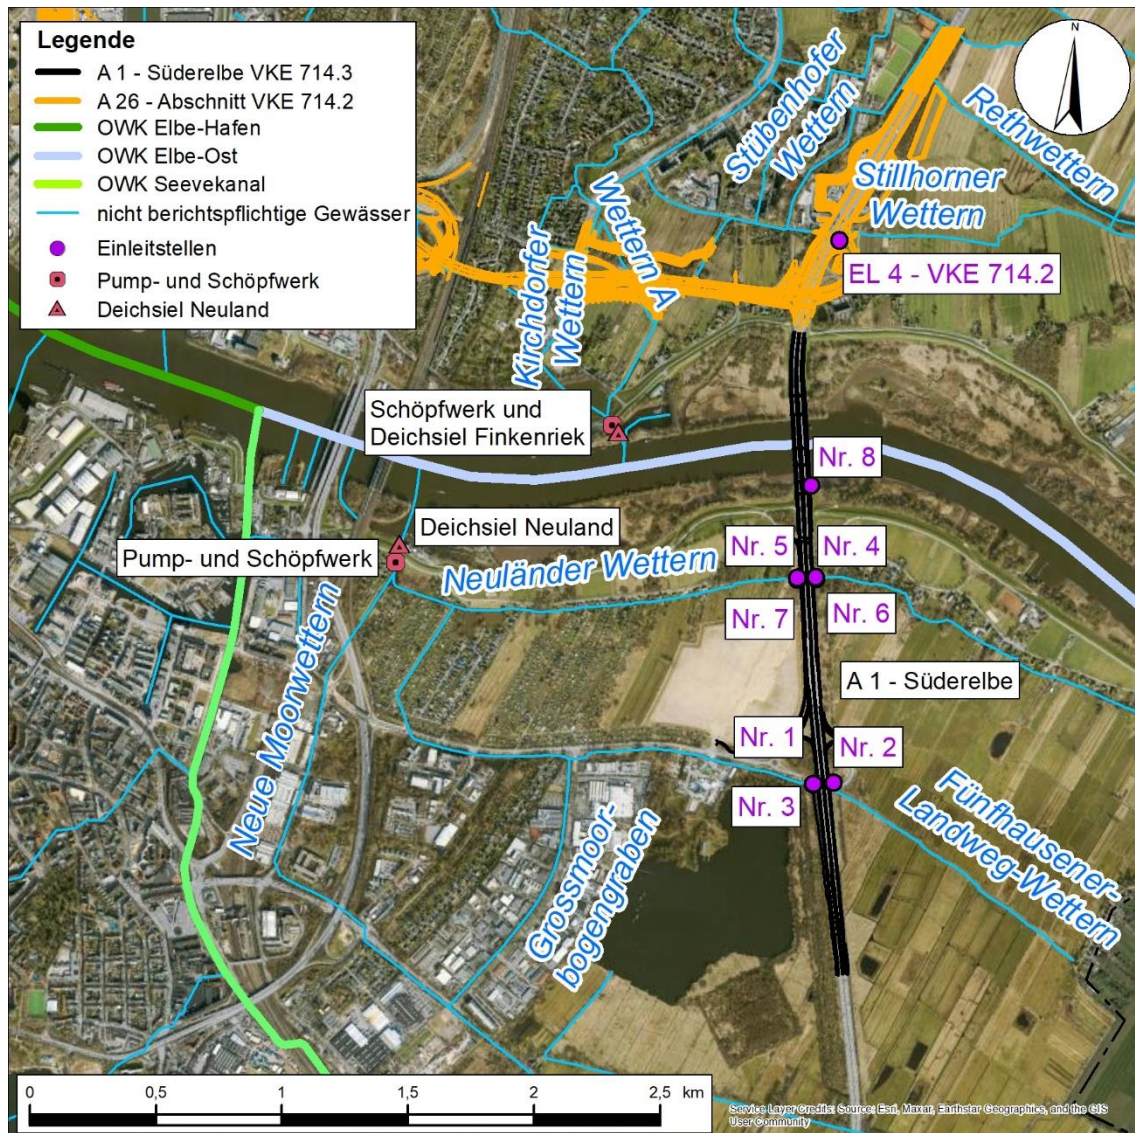 Legende
A 1 - Süderelbe VKE 714.3
A 26 - Abschnitt VKE 714.2
OWK Elbe-Hafen
OWK Elbe-Ost
OWK Seevekanal
nicht berichtspflichtige Gewässer
Einleitstellen
Pump- und Schöpfwerk
Deichsiel Neuland
N
Stübenhofer
Wettern
Rethwettern
Stillhorner
Wettern
Wettern A
Kirchdorfer
Wettern
EL 4 - VKE 714.2
Schöpfwerk und
Deichsiel Finkenriek
Nr. 8
Deichsiel Neuland
Pump- und Schöpfwerk
Nr. 5
Nr. 4
Neuländer Wettern
Nr. 7
Nr. 6
A 1 - Süderelbe
Neue Moorwettern
Nr. 1
Nr. 2
Nr. 3
Fünfhausener-
Landweg-Wettern
Grossmoor-
bogengraben
0 0,5 1 1,5 2 2,5 km
Service Layer Credits: Source: Esri, Maxar, Earthstar Geographics, and the GIS
User Community